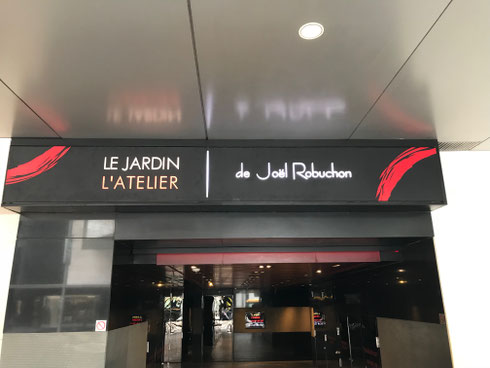 LE JARDIN
L'ATELIER
de Joël Robuchon